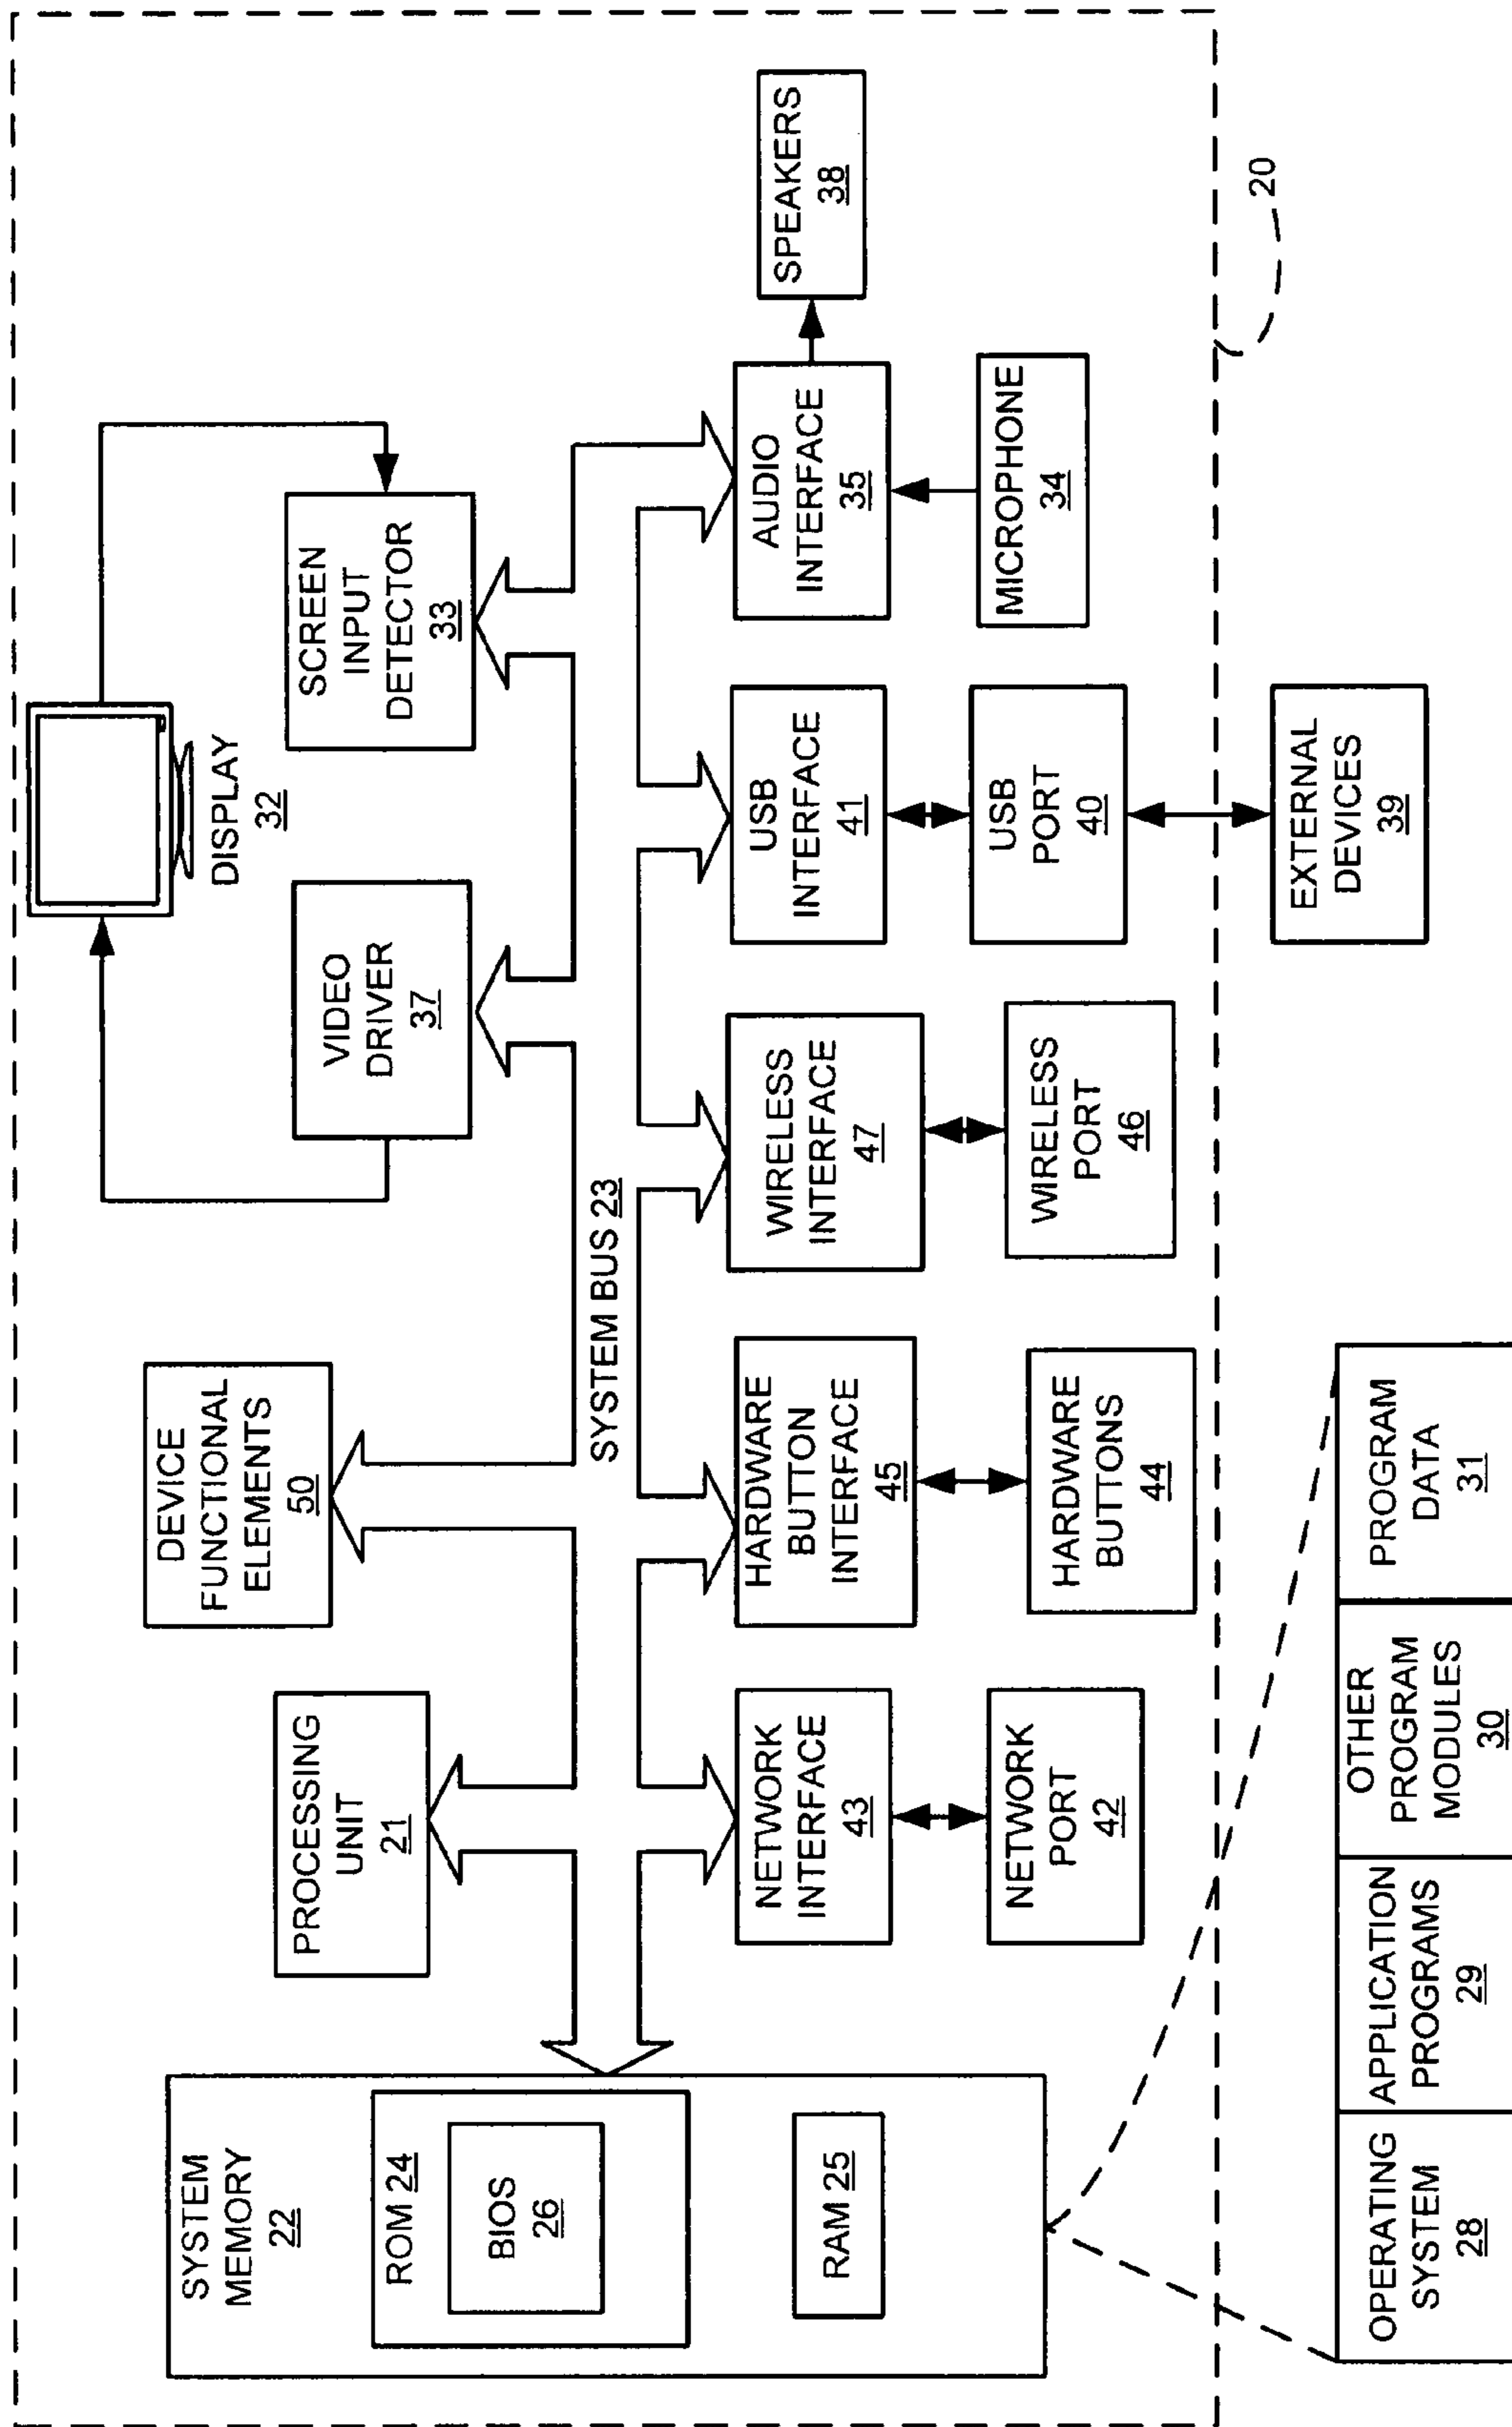 SYSTEM
MEMORY
22
ROM 24
BIOS
26
RAM 25
PROCESSING
UNIT
21
DEVICE
FUNCTIONAL
ELEMENTS
50
VIDEO
DRIVER
37
DISPLAY
32
SCREEN
INPUT
DETECTOR
33
SYSTEM BUS 23
NETWORK
INTERFACE
43
HARDWARE
BUTTON
INTERFACE
45
WIRELESS
INTERFACE
47
USB
INTERFACE
41
AUDIO
INTERFACE
35
SPEAKERS
38
NETWORK
PORT
42
HARDWARE
BUTTONS
44
WIRELESS
PORT
46
USB
PORT
40
MICROPHONE
34
20
EXTERNAL
DEVICES
39
OPERATING
SYSTEM
28
APPLICATION
PROGRAMS
29
OTHER
PROGRAM
MODULES
30
PROGRAM
DATA
31